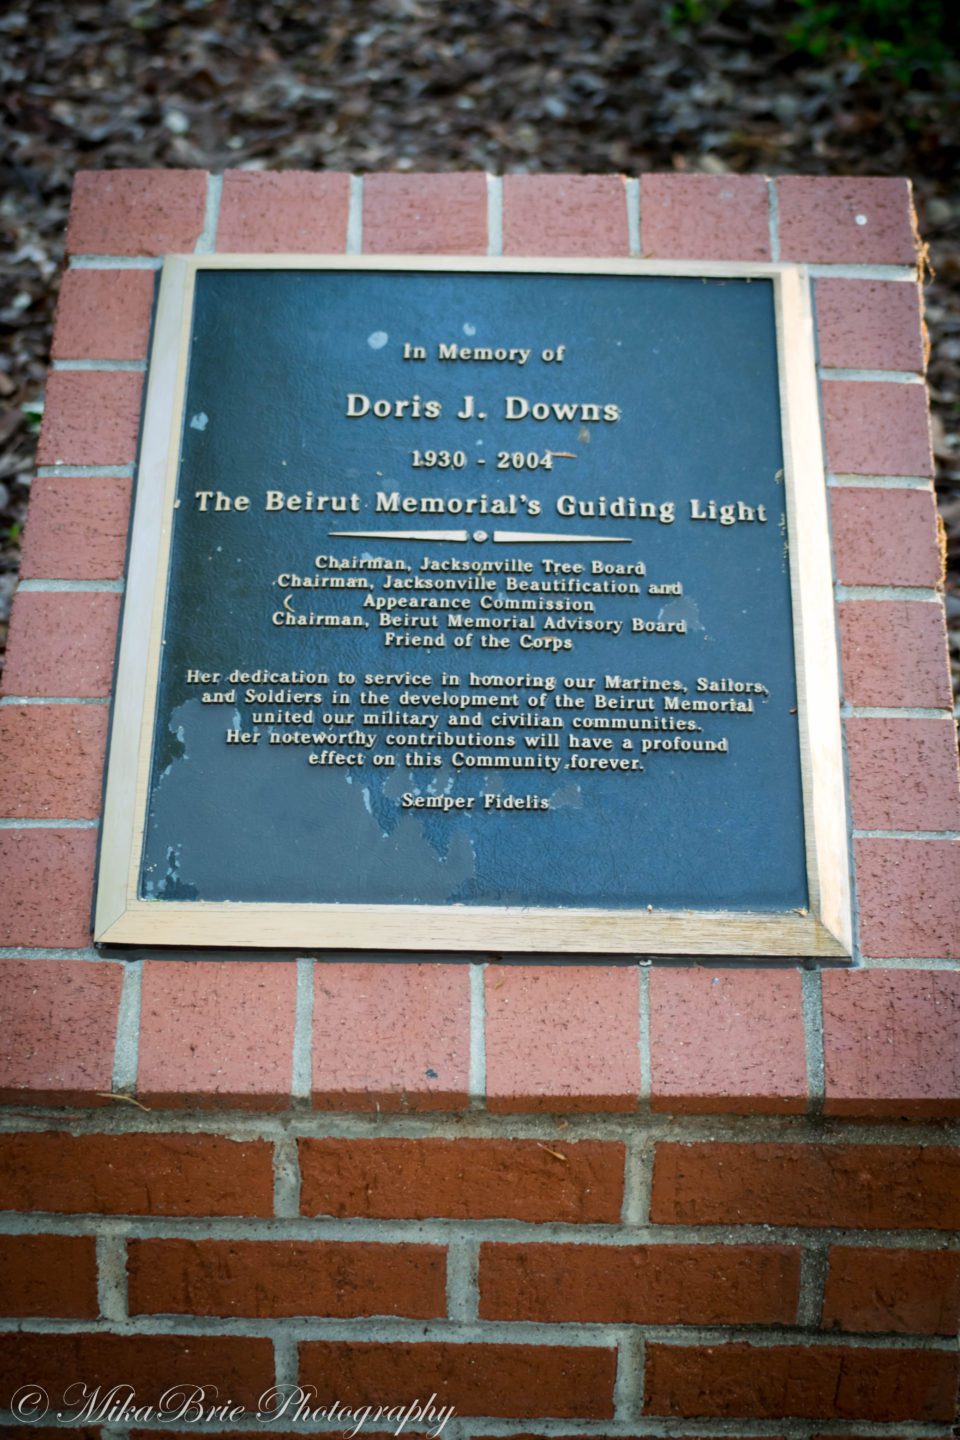 In Memory of
Doris J. Downs
1930 - 2004
The Beirut Memorial's Guiding Light
Chairman, Jacksonville Tree Board
Chairman, Jacksonville Beautification and
Appearance Commission
Chairman, Beirut Memorial Advisory Board
Friend of the Corps
Her dedication to service in honoring our Marines, Sailors,
and Soldiers in the development of the Beirut Memorial
united our military and civilian communities.
Her noteworthy contributions will have a profound
effect on this Community forever.
Semper Fidelis
© MikaBrie Photography